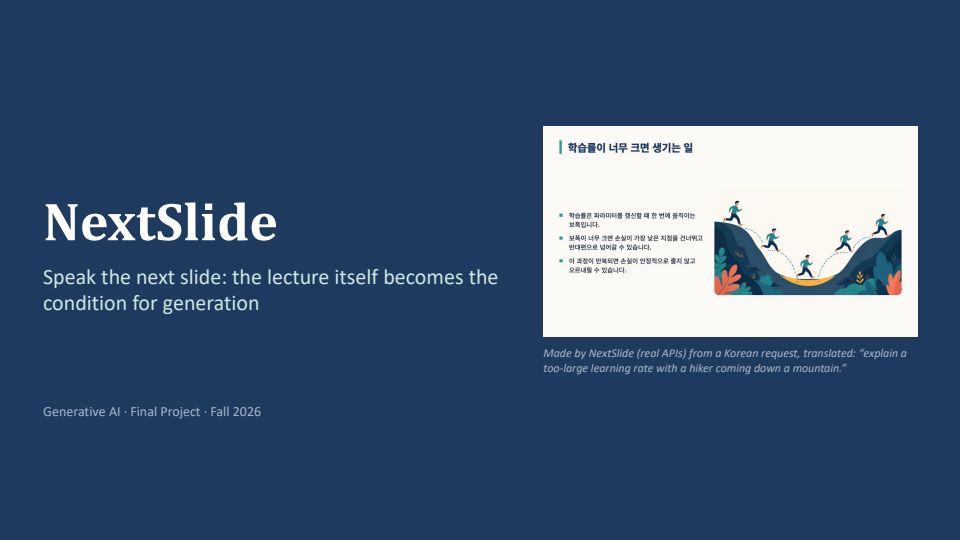 NextSlide
Speak the next slide: the lecture itself becomes the
condition for generation
Generative AI · Final Project · Fall 2026
학습률이 너무 크면 생기는 일
학습률은 파라미터를 갱신할 때 한 번에 움직이는
보폭입니다.
보폭이 너무 크면 손실이 가장 낮은 지점을 건너뛰고
반대편으로 넘어갈 수 있습니다.
이 과정이 반복되면 손실이 안정적으로 줄지 않고
오르내릴 수 있습니다.
Made by NextSlide (real APIs) from a Korean request, translated: “explain a
too-large learning rate with a hiker coming down a mountain.”